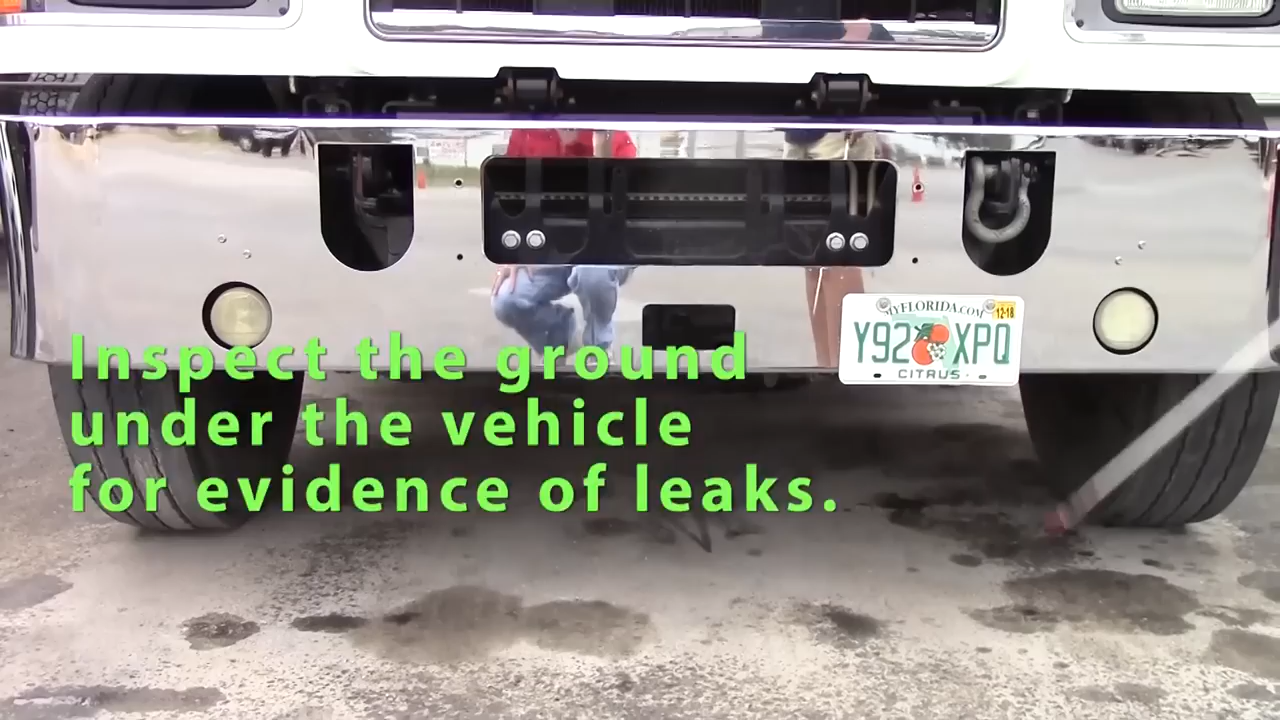 MYFLORIDA.COM
12-18
Y92 XPQ
CITRUS
Inspect the ground
under the vehicle
for evidence of leaks.